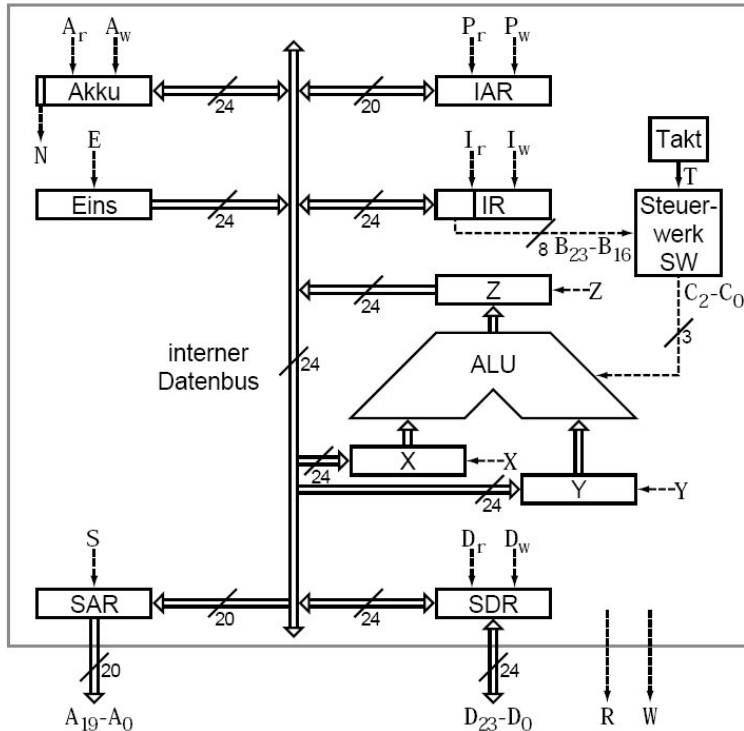 Ar Aw
Pr Pw
Akku
24
20
IAR
N
E
Ir Iw
Takt
T
Eins
24
24
IR
Steuer-
werk
SW
8 B23-B16
C2-C0
3
24
Z
Z
interner
Datenbus
24
ALU
24
X
X
24
Y
Y
S
Dr Dw
SAR
20
24
SDR
20
24
A19-A0
D23-D0
R
W